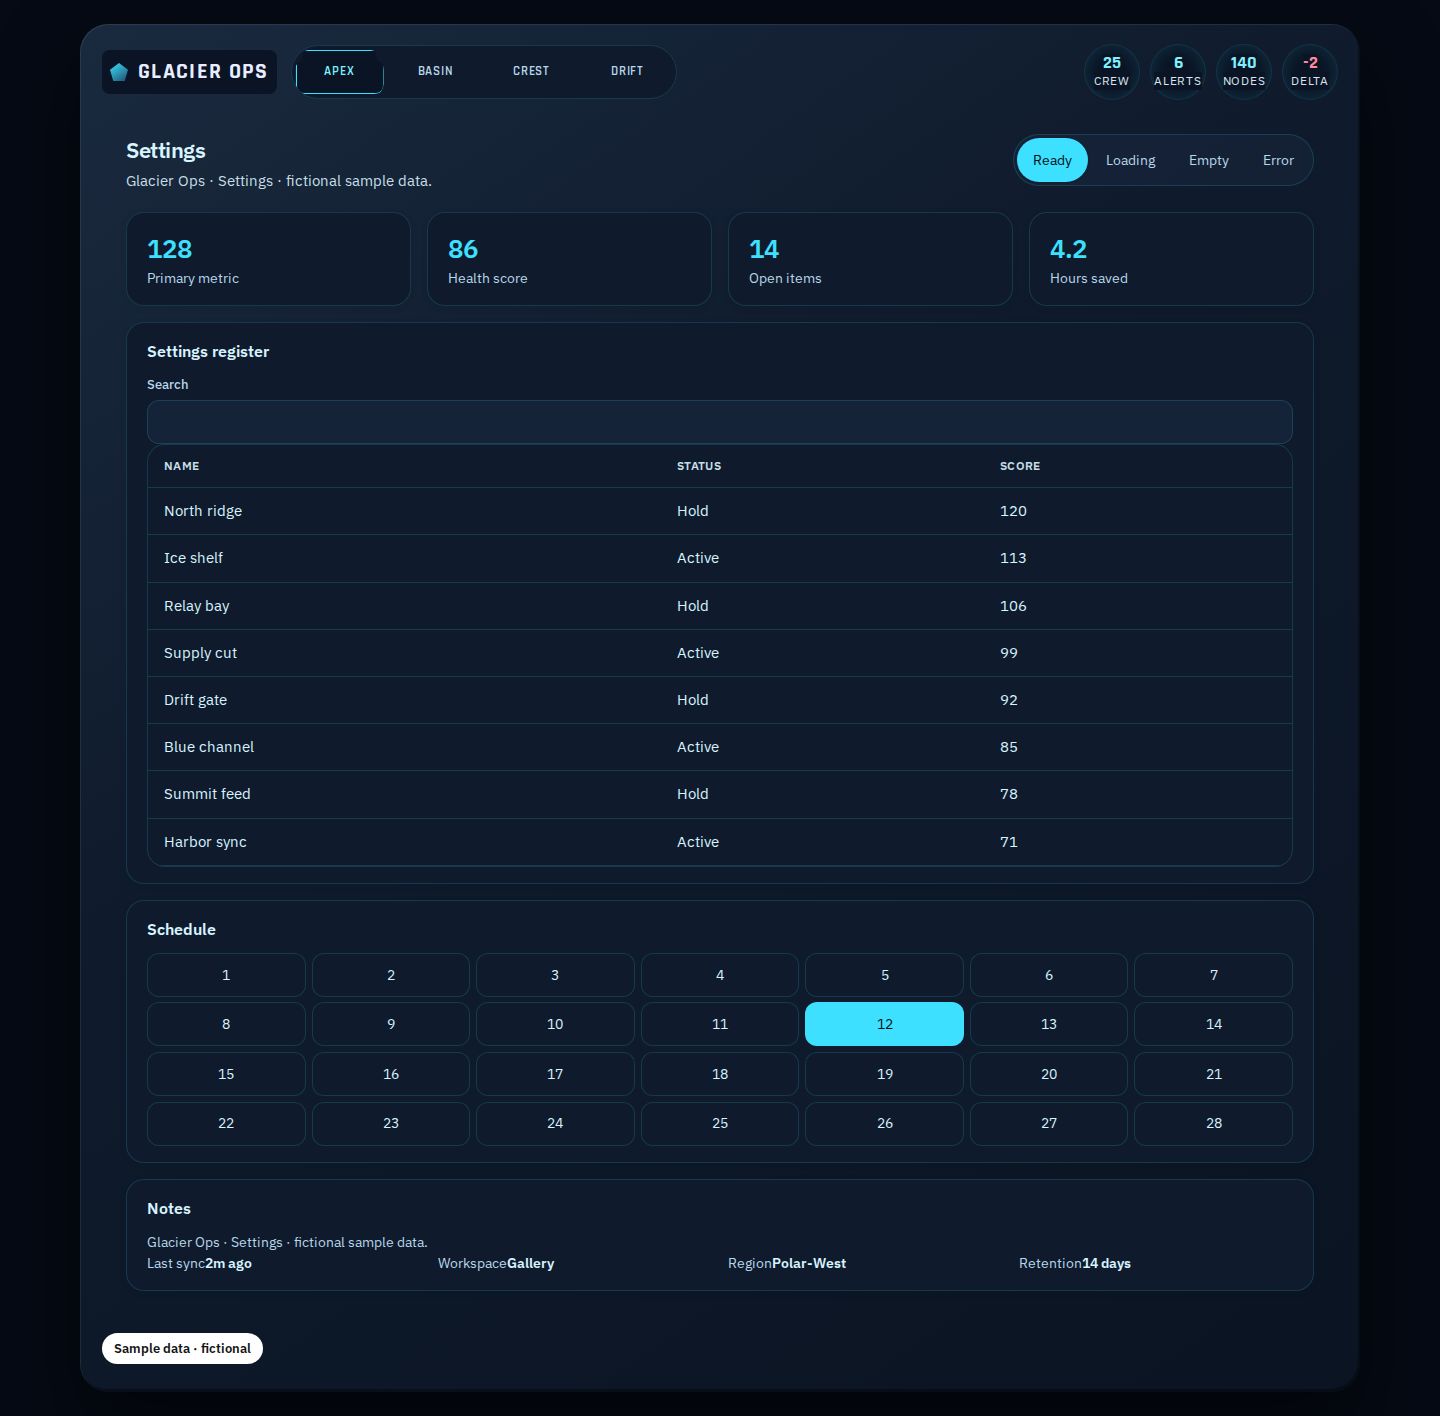 GLACIER OPS
APEX BASIN CREST DRIFT
25 6 140 -2
CREW ALERTS NODES DELTA
Settings
Glacier Ops · Settings · fictional sample data.
Ready Loading Empty Error
128 86 14 4.2
Primary metric Health score Open items Hours saved
Settings register
Search
NAME STATUS SCORE
North ridge Hold 120
Ice shelf Active 113
Relay bay Hold 106
Supply cut Active 99
Drift gate Hold 92
Blue channel Active 85
Summit feed Hold 78
Harbor sync Active 71
Schedule
1 2 3 4 5 6 7
8 9 10 11 12 13 14
15 16 17 18 19 20 21
22 23 24 25 26 27 28
Notes
Glacier Ops · Settings · fictional sample data.
Last sync2m ago WorkspaceGallery RegionPolar-West Retention14 days
Sample data · fictional